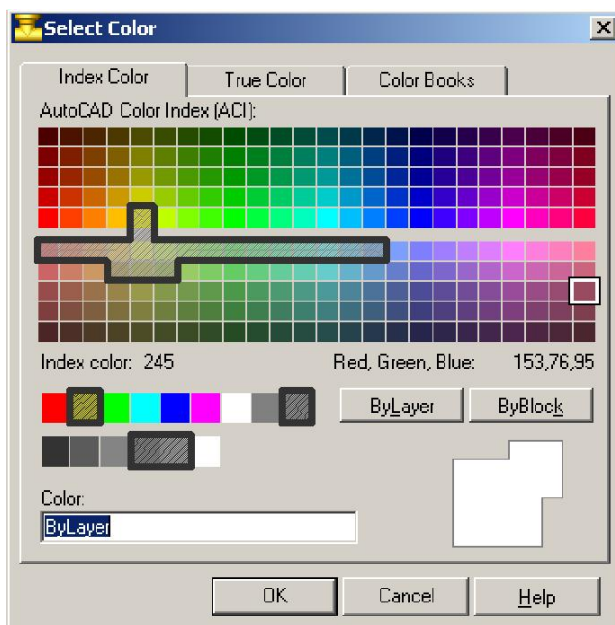 Select Color
Index Color True Color Color Books
AutoCAD Color Index (ACI):
Index color: 245 Red, Green, Blue: 153,76,95
ByLayer ByBlock
Color:
ByLayer
OK Cancel Help